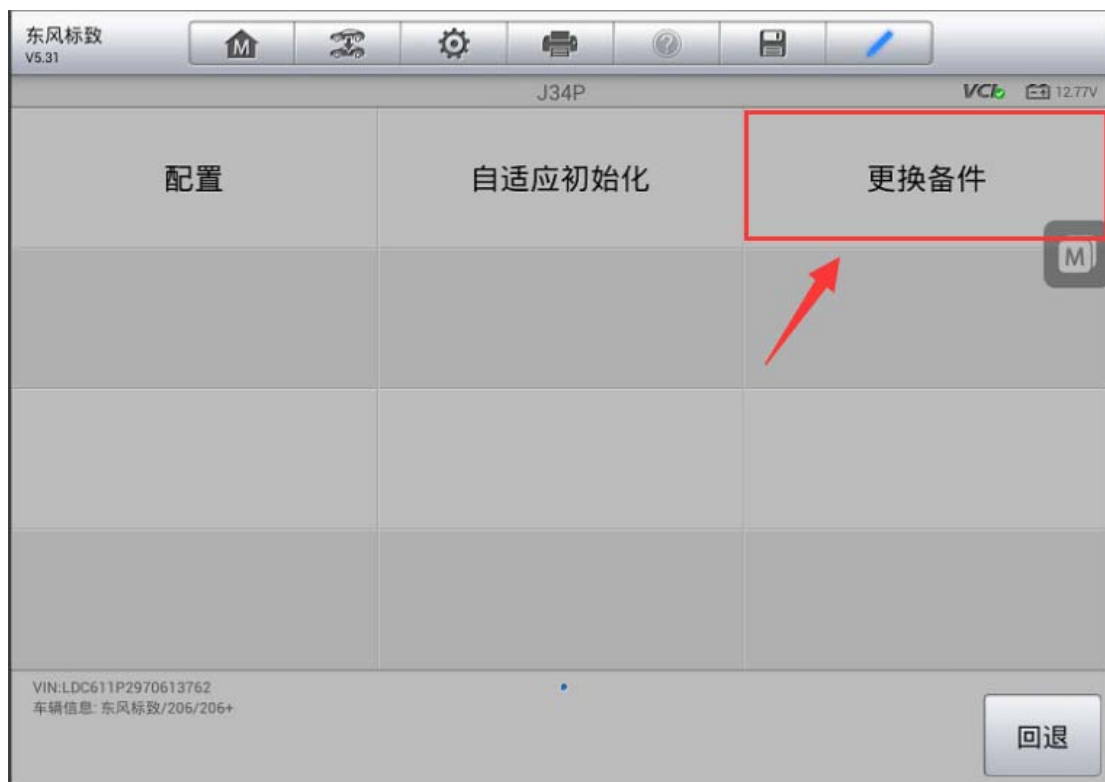 东风标致
V5.31
M
J34P
VCI
12.77V
配置
自适应初始化
更换备件
M
VIN:LDC611P2970613762
车辆信息: 东风标致/206/206+
回退